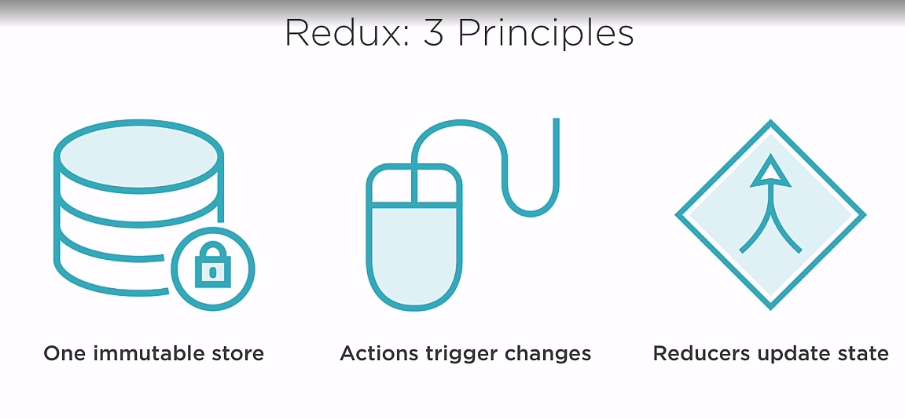 Redux: 3 Principles
One immutable store
Actions trigger changes
Reducers update state